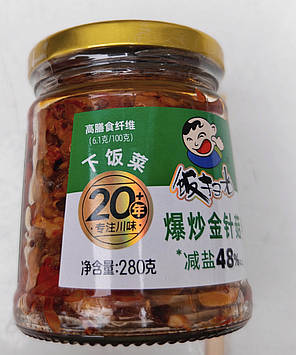 高膳食纤维
(6.1克/100克)
下饭菜
20+年
专注川味
净含量:280克
饭扫光
爆炒金针菇
*减盐48%